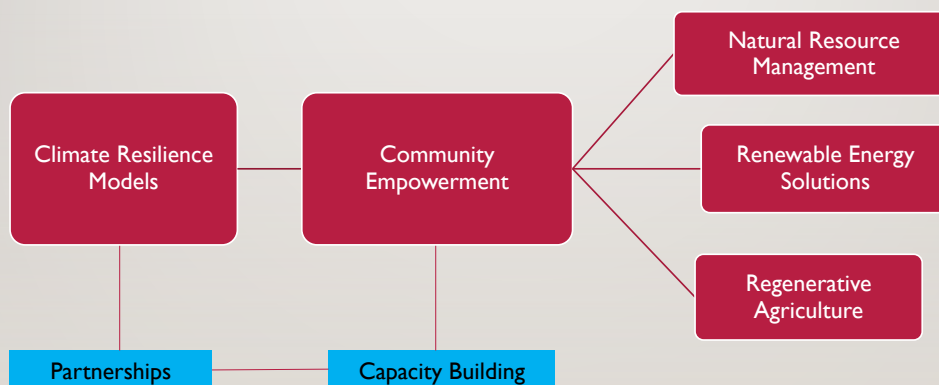 Climate Resilience
Models
Community
Empowerment
Natural Resource
Management
Renewable Energy
Solutions
Regenerative
Agriculture
Partnerships
Capacity Building